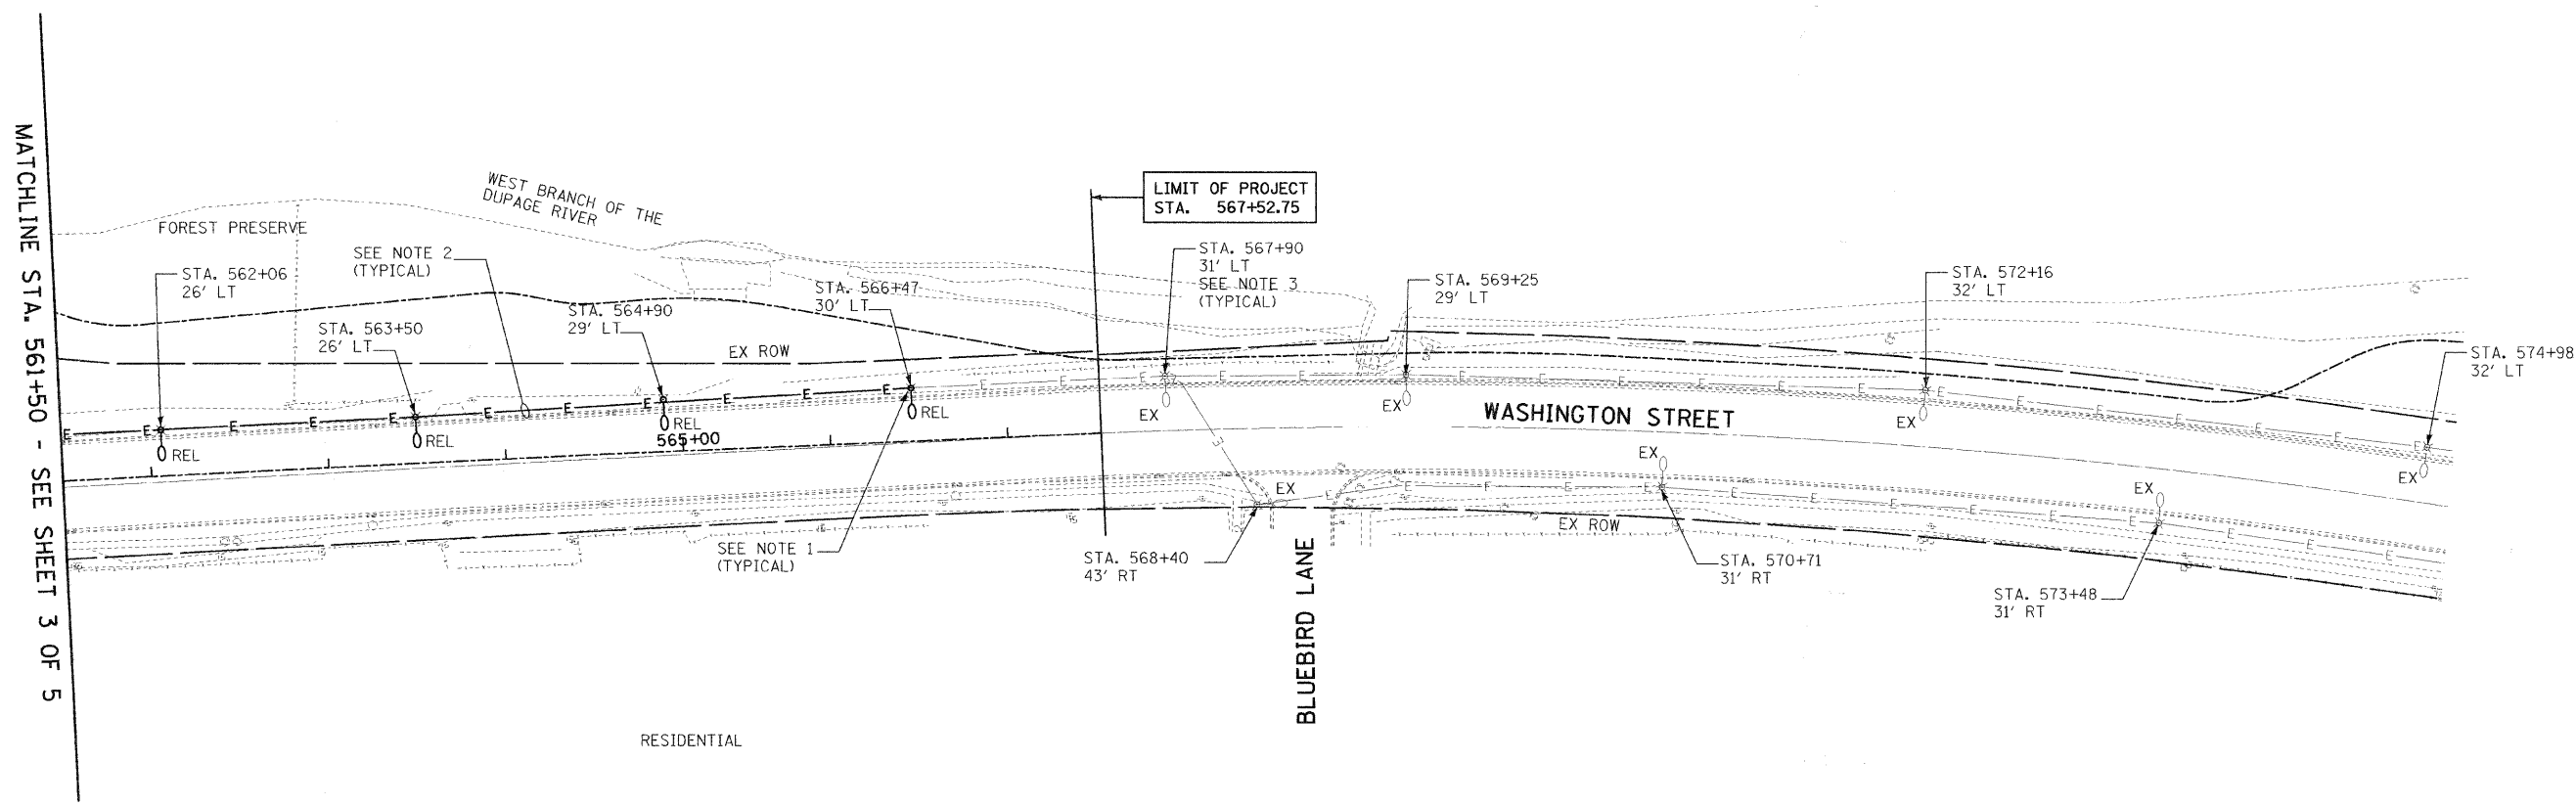 MATCHLINE STA. 561+50 - SEE SHEET 3 OF 5
FOREST PRESERVE
WEST BRANCH OF THE
DUPAGE RIVER
STA. 562+06
26' LT
SEE NOTE 2
(TYPICAL)
STA. 563+50
26' LT
STA. 564+90
29' LT
STA. 566+47
30' LT
LIMIT OF PROJECT
STA. 567+52.75
STA. 567+90
31' LT
SEE NOTE 3
(TYPICAL)
STA. 569+25
29' LT
STA. 572+16
32' LT
STA. 574+98
32' LT
EX ROW
E E E E E E E E E E E
E E E E E E E E E E E E E E E
REL
REL
REL
REL
565+00
EX
EX
EX
EX
WASHINGTON STREET
EX
EX
EX
E E E E E E E E E E E
EX ROW
SEE NOTE 1
(TYPICAL)
STA. 568+40
43' RT
BLUEBIRD LANE
STA. 570+71
31' RT
STA. 573+48
31' RT
RESIDENTIAL